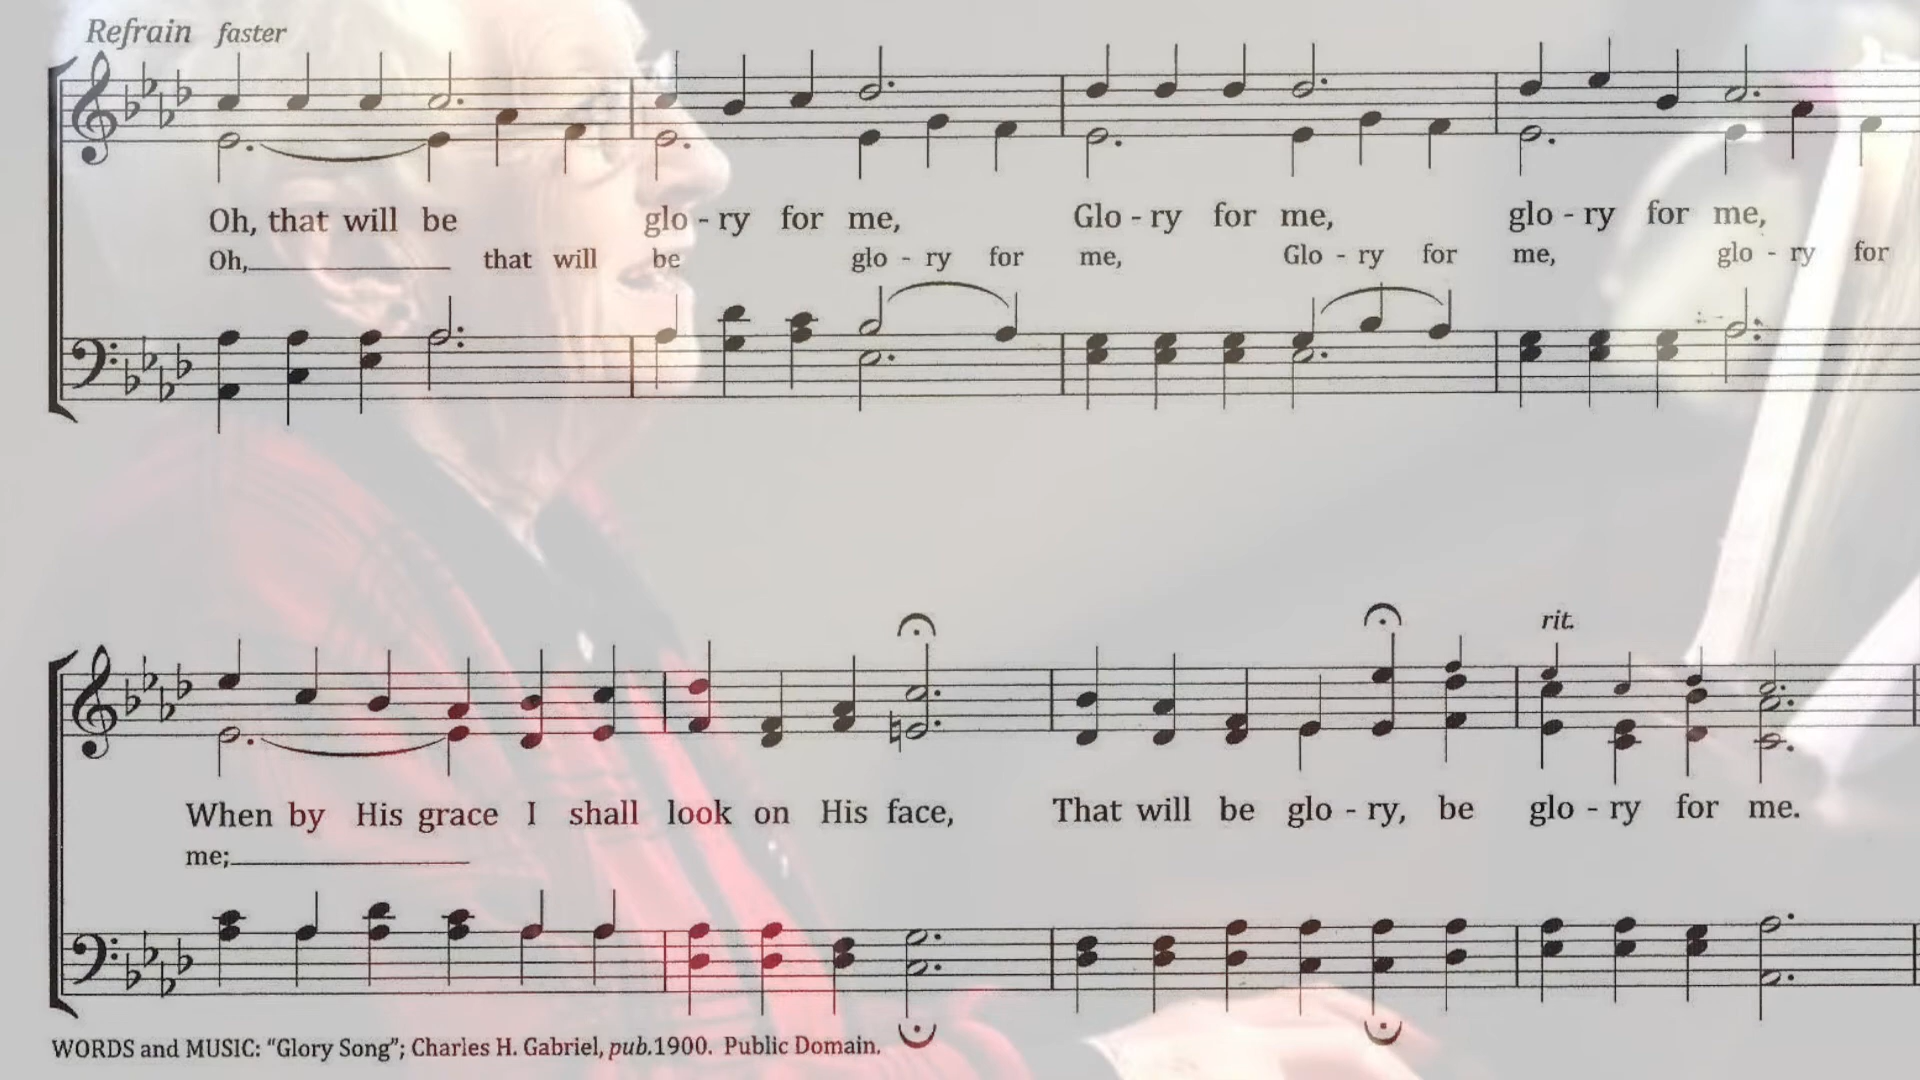 Refrain faster
Oh, that will be glo - ry for me, Glo - ry for me, glo - ry for me,
Oh, that will be glo - ry for me, Glo - ry for me, glo - ry for
rit.
When by His grace I shall look on His face, That will be glo - ry, be glo - ry for me.
me;
WORDS and MUSIC: “Glory Song”; Charles H. Gabriel, pub.1900. Public Domain.